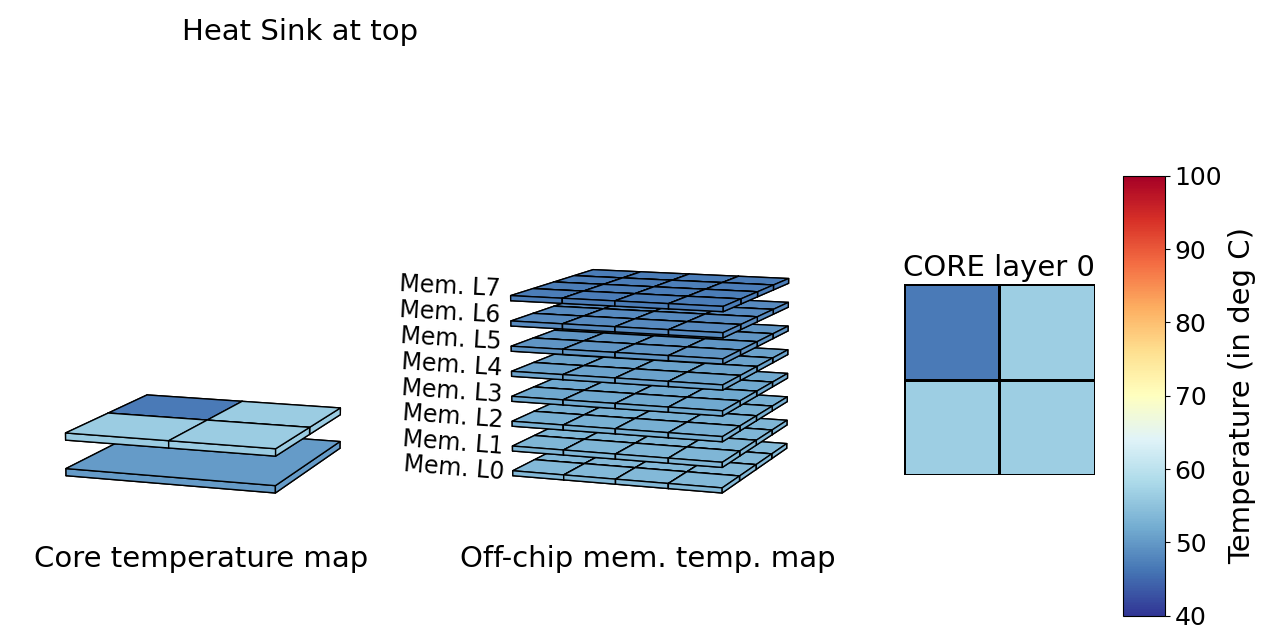 Heat Sink at top
Mem. L7
Mem. L6
Mem. L5
Mem. L4
Mem. L3
Mem. L2
Mem. L1
Mem. L0
Core temperature map
Off-chip mem. temp. map
CORE layer 0
100
90
80
70
60
50
40
Temperature (in deg C)